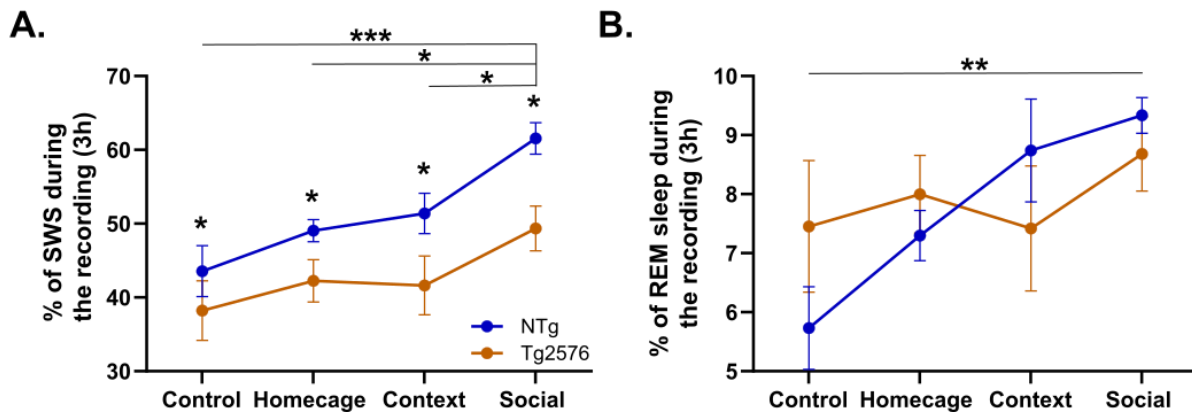 A.
***
*
*
*
*
*
*
70
60
50
40
30
% of SWS during
the recording (3h)
NTg
Tg2576
Control Homecage Context Social
B.
**
10
9
8
7
6
5
% of REM sleep during
the recording (3h)
Control Homecage Context Social